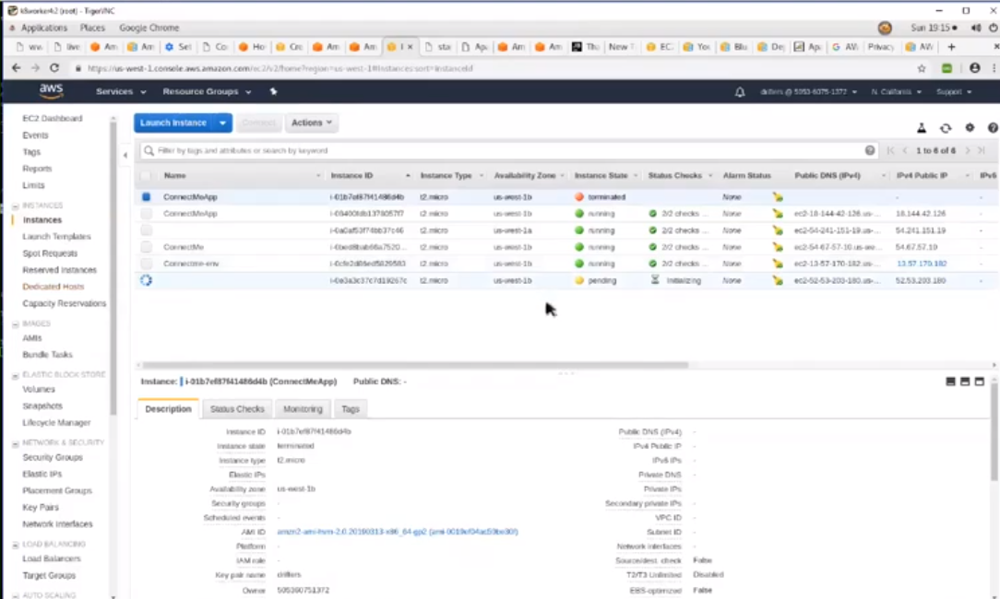 k8worker4i2 (root) - TigerVNC
Applications Places Google Chrome Sun 19:15
ww live Am Am Sel Co Ho Cre Am Am I sta Ap Am Am Thu New T EC: You Blu De Ap AW Privacy AW
https://us-west-1.console.aws.amazon.com/ec2/v2/home?region=us-west-1#Instances:sort=instanceId
aws Services Resource Groups N. California Support
EC2 Dashboard
Events
Tags
Reports
Limits
INSTANCES
Instances
Launch Templates
Spot Requests
Reserved Instances
Dedicated Hosts
Capacity Reservations
IMAGES
AMIs
Bundle Tasks
ELASTIC BLOCK STORE
Volumes
Snapshots
Lifecycle Manager
NETWORK & SECURITY
Security Groups
Elastic IPs
Placement Groups
Key Pairs
Network Interfaces
LOAD BALANCING
Load Balancers
Target Groups
AUTO SCALING
Launch Instance Connect Actions
Filter by tags and attributes or search by keyword 1 to 6 of 6
Name Instance ID Instance Type Availability Zone Instance State Status Checks Alarm Status Public DNS (IPv4) IPv4 Public IP IPv6
ConnectMeApp i-01b7ef87f41486d4b t2.micro us-west-1b terminated None - -
ConnectMeApp t2.micro us-west-1b running 2/2 checks ... None ec2-18-144-42-126.us-... 18.144.42.126 -
t2.micro us-west-1a running 2/2 checks ... None ec2-54-241-151-19.us-... 54.241.151.19 -
ConnectMe t2.micro us-west-1b running 2/2 checks ... None ec2-54-67-57-10.us-we... 54.67.57.10 -
Connectme-env t2.micro us-west-1b running 2/2 checks ... None ec2-13-57-170-182.us-... 13.57.170.182 -
i-0e3a3c37c7d19267c t2.micro us-west-1b pending Initializing None ec2-52-53-203-180.us-... 52.53.203.180 -
Instance: i-01b7ef87f41486d4b (ConnectMeApp) Public DNS: -
Description Status Checks Monitoring Tags
Instance ID i-01b7ef87f41486d4b
Instance state terminated
Instance type t2.micro
Elastic IPs
Availability zone us-west-1b
Security groups -
Scheduled events -
AMI ID amzn2-ami-hvm-2.0.20190313-x86_64-gp2
Platform -
IAM role -
Key pair name drifters
Owner 505360751372
Public DNS (IPv4) -
IPv4 Public IP -
IPv6 IPs -
Private DNS -
Private IPs -
Secondary private IPs -
VPC ID -
Subnet ID -
Network interfaces -
Source/dest. check False
T2/T3 Unlimited Disabled
EBS-optimized False